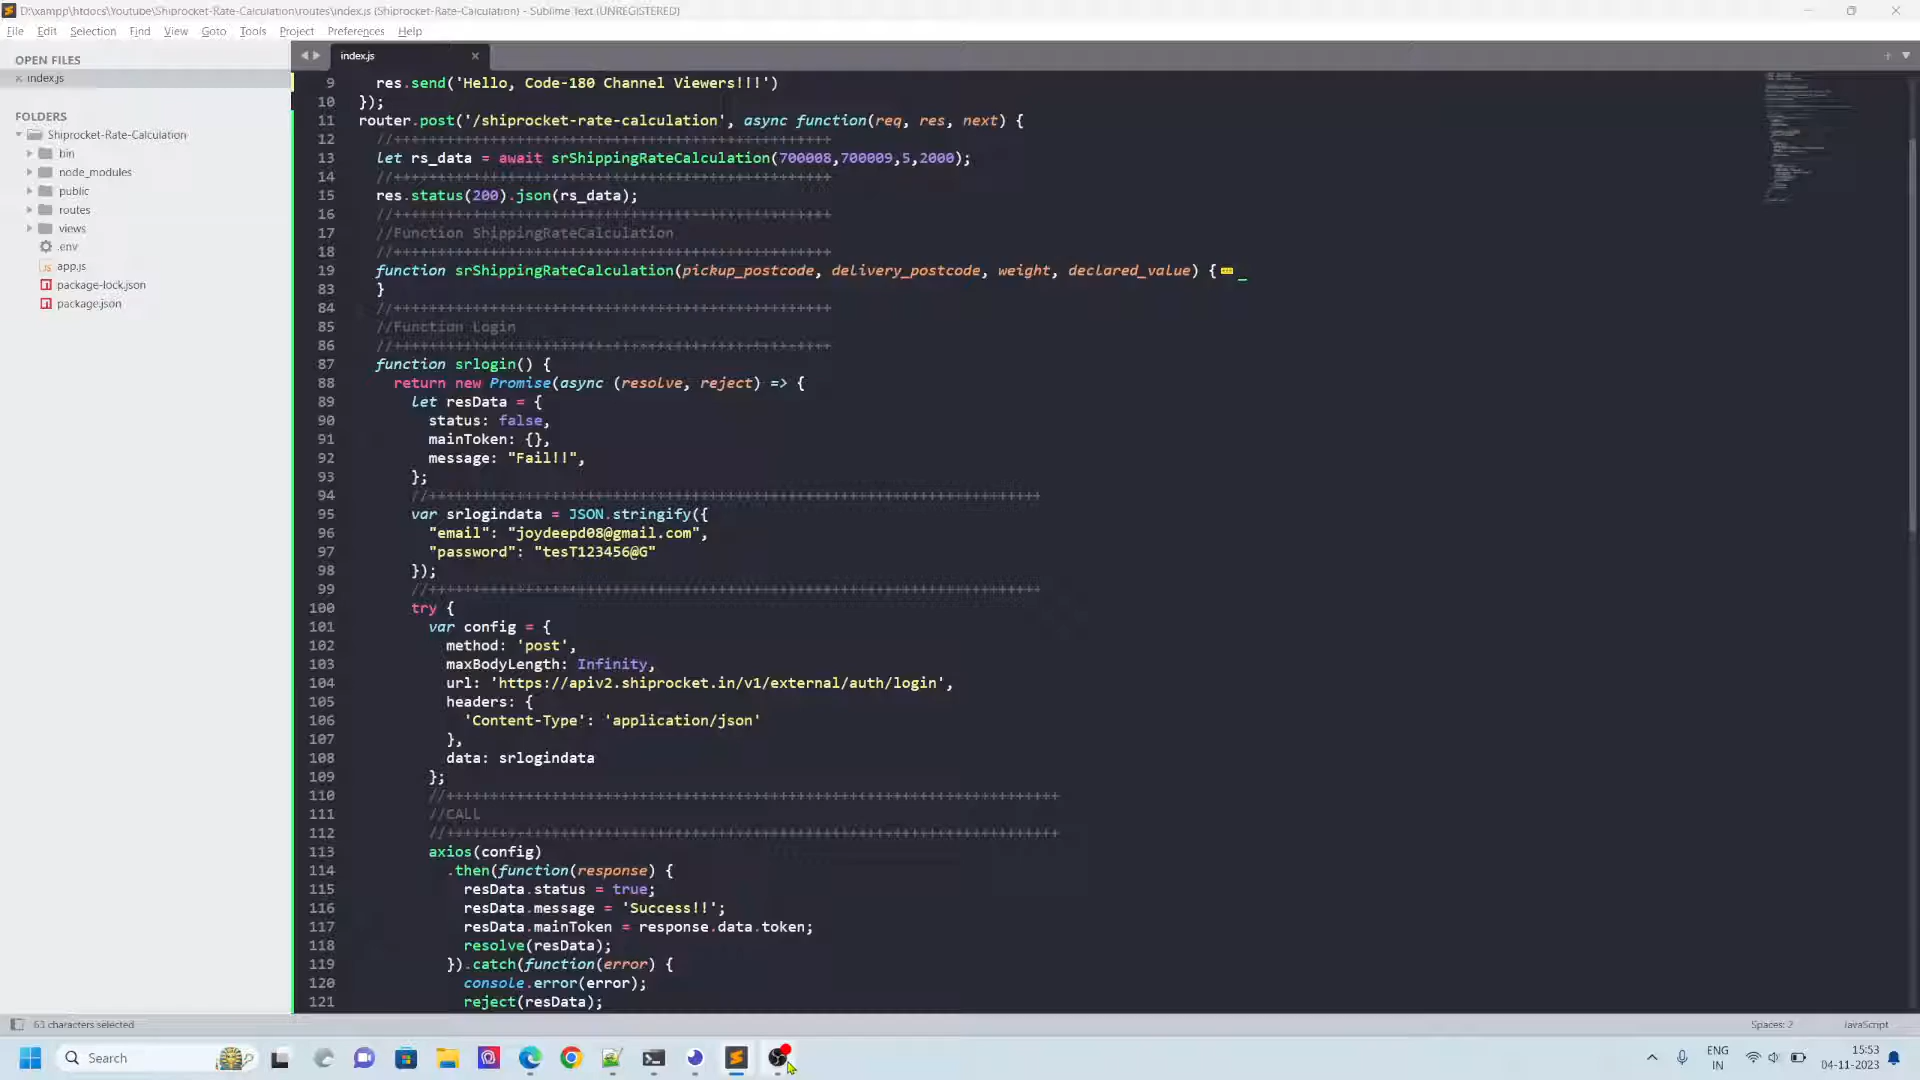 D:\xampp\htdocs\Youtube\Shiprocket-Rate-Calculation\routes\index.js (Shiprocket-Rate-Calculation) - Sublime Text (UNREGISTERED)
File Edit Selection Find View Goto Tools Project Preferences Help
OPEN FILES
index.js
FOLDERS
Shiprocket-Rate-Calculation
bin
node_modules
public
routes
views
.env
app.js
package-lock.json
package.json
index.js
9 res.send('Hello, Code-180 Channel Viewers!!!')
10 });
11 router.post('/shiprocket-rate-calculation', async function(req, res, next) {
12 //++++++++++++++++++++++++++++++++++++++++++++++++++
13 let rs_data = await srShippingRateCalculation(700008,700009,5,2000);
14 //++++++++++++++++++++++++++++++++++++++++++++++++++
15 res.status(200).json(rs_data);
16 //++++++++++++++++++++++++++++++++++++++++++++++++++
17 //Function ShippingRateCalculation
18 //++++++++++++++++++++++++++++++++++++++++++++++++++
19 function srShippingRateCalculation(pickup_postcode, delivery_postcode, weight, declared_value) {
83 }
84 //++++++++++++++++++++++++++++++++++++++++++++++++++
85 //Function Login
86 //++++++++++++++++++++++++++++++++++++++++++++++++++
87 function srlogin() {
88 return new Promise(async (resolve, reject) => {
89 let resData = {
90 status: false,
91 mainToken: {},
92 message: "Fail!!",
93 };
94 //++++++++++++++++++++++++++++++++++++++++++++++++++++++++++++++++++++++
95 var srlogindata = JSON.stringify({
96 "email": "joydeepd08@gmail.com",
97 "password": "tesT123456@G"
98 });
99 //++++++++++++++++++++++++++++++++++++++++++++++++++++++++++++++++++++++
100 try {
101 var config = {
102 method: 'post',
103 maxBodyLength: Infinity,
104 url: 'https://apiv2.shiprocket.in/v1/external/auth/login',
105 headers: {
106 'Content-Type': 'application/json'
107 },
108 data: srlogindata
109 };
110 //++++++++++++++++++++++++++++++++++++++++++++++++++++++++++++++++++++++
111 //CALL
112 //++++++++++++++++++++++++++++++++++++++++++++++++++++++++++++++++++++++
113 axios(config)
114 .then(function(response) {
115 resData.status = true;
116 resData.message = 'Success!!';
117 resData.mainToken = response.data.token;
118 resolve(resData);
119 }).catch(function(error) {
120 console.error(error);
121 reject(resData);
63 characters selected
Spaces: 2 JavaScript
Search
ENG
IN
15:53
04-11-2023